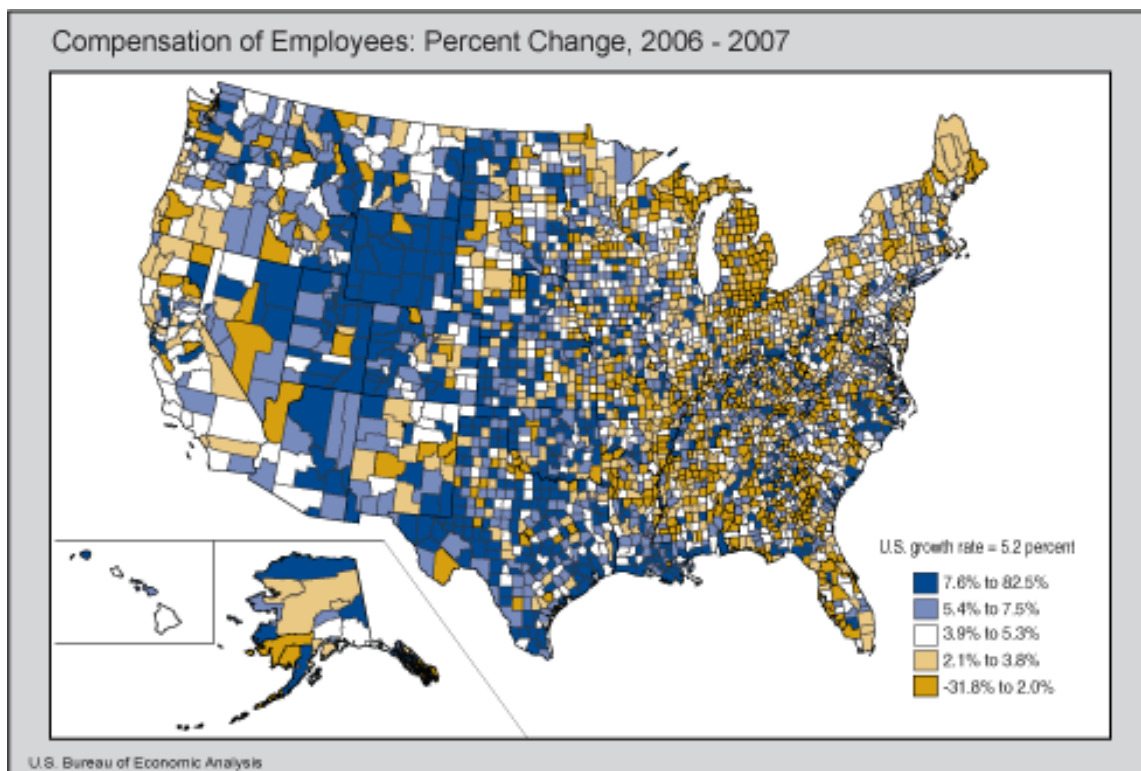 Compensation of Employees: Percent Change, 2006 - 2007
U.S. growth rate = 5.2 percent
7.6% to 82.5%
5.4% to 7.5%
3.9% to 5.3%
2.1% to 3.8%
-31.8% to 2.0%
U.S. Bureau of Economic Analysis